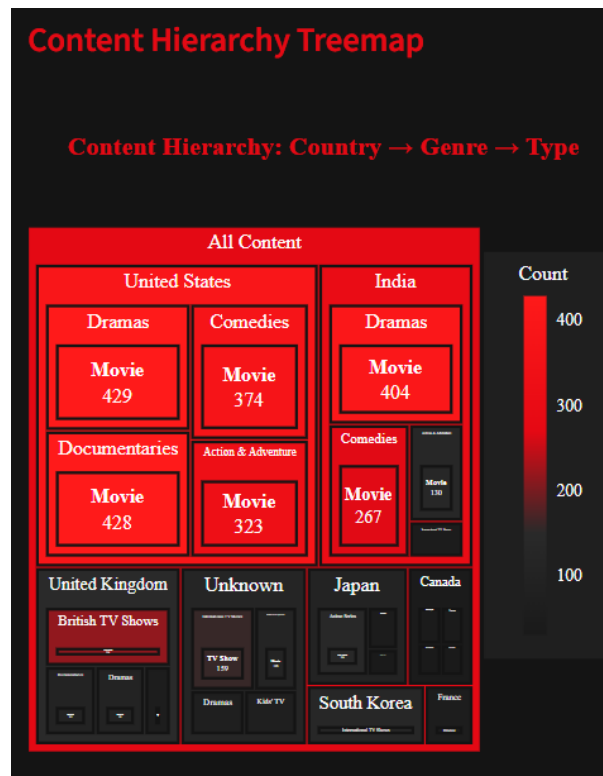 Content Hierarchy Treemap
Content Hierarchy: Country → Genre → Type
All Content
United States
India
Dramas
Comedies
Dramas
Movie
429
Movie
374
Movie
404
Documentaries
Action & Adventure
Comedies
Movie
428
Movie
323
Movie
267
Movie
130
International TV Shows
United Kingdom
Unknown
Japan
Canada
British TV Shows
TV Show
159
Dramas
Dramas
Kids' TV
Anime Series
South Korea
International TV Shows
France
Count
400
300
200
100